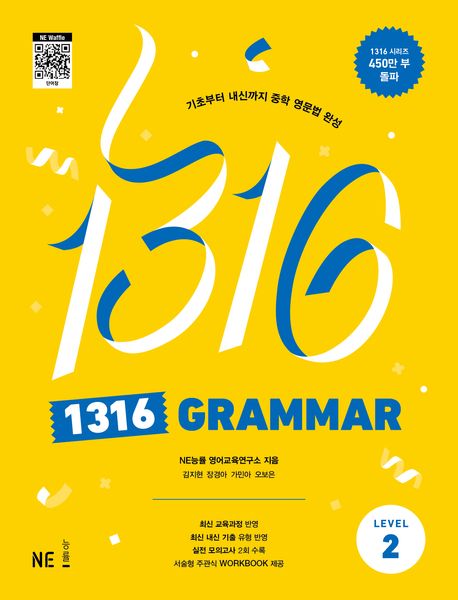 NE Waffle
단어장
1316 시리즈
450만 부
돌파
기초부터 내신까지 중학 영문법 완성
1316
1316 GRAMMAR
NE능률 영어교육연구소 지음
김지현 장경아 가민아 오보은
최신 교육과정 반영
최신 내신 기출 유형 반영
실전 모의고사 2회 수록
서술형 주관식 WORKBOOK 제공
LEVEL
2
NE 능률